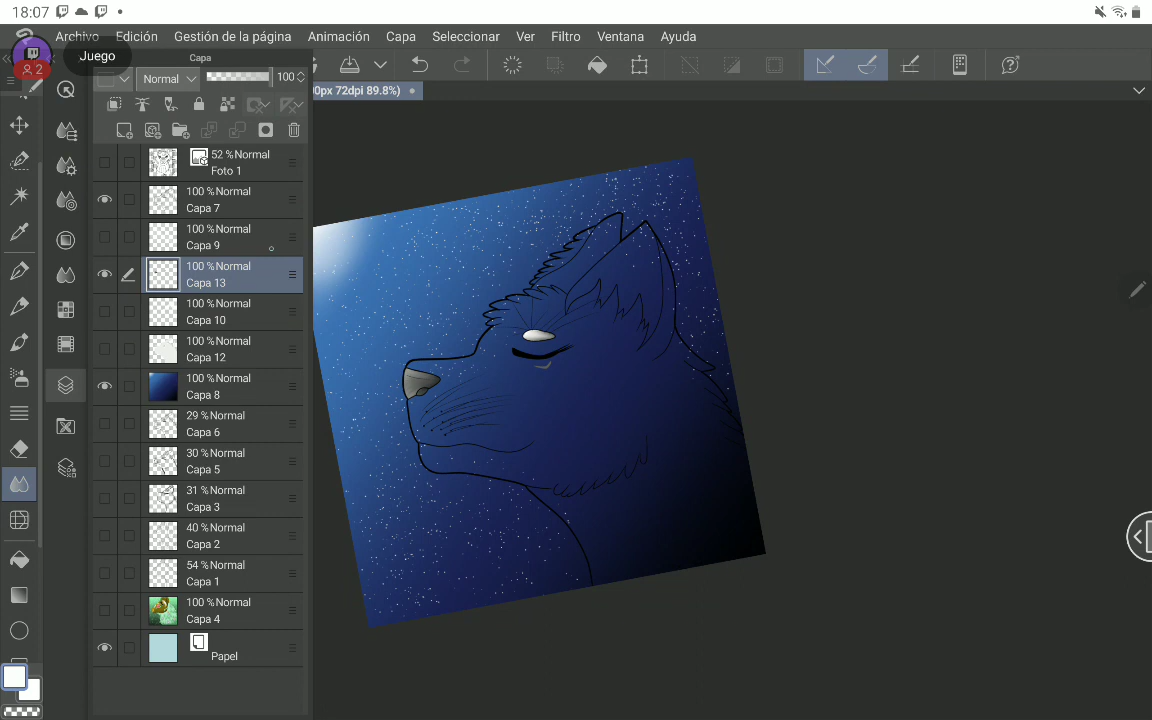 18:07
Archivo Edición Gestión de la página Animación Capa Seleccionar Ver Filtro Ventana Ayuda
Juego
2
Capa
Normal 100
0px 72dpi 89.8%)
52 %Normal
Foto 1
100 %Normal
Capa 7
100 %Normal
Capa 9
100 %Normal
Capa 13
100 %Normal
Capa 10
100 %Normal
Capa 12
100 %Normal
Capa 8
29 %Normal
Capa 6
30 %Normal
Capa 5
31 %Normal
Capa 3
40 %Normal
Capa 2
54 %Normal
Capa 1
100 %Normal
Capa 4
Papel